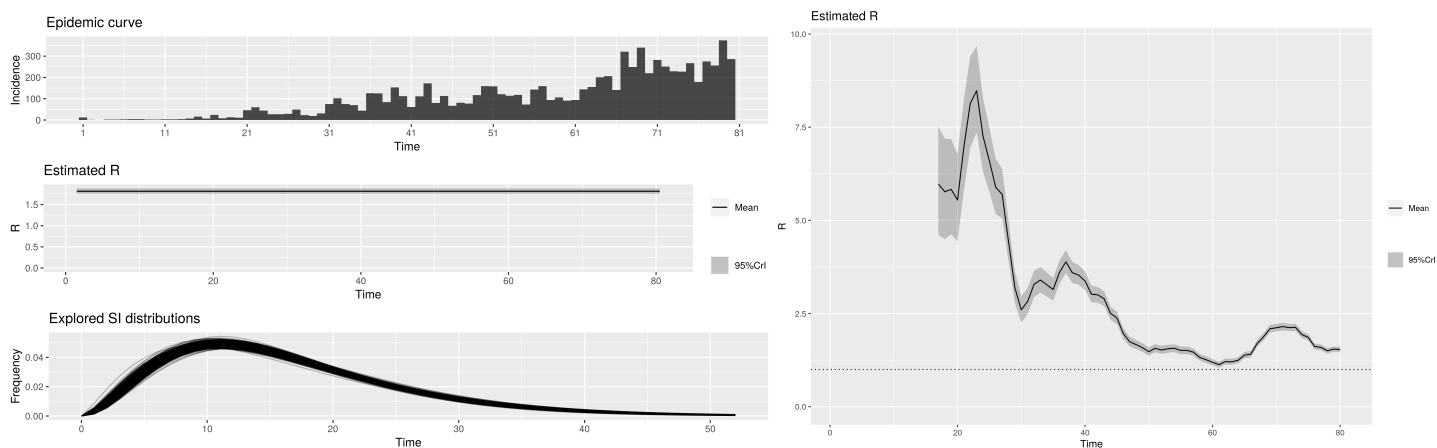 Epidemic curve
Incidence
300
200
100
0
1 11 21 31 41 51 61 71 81
Time
Estimated R
R
1.5
1.0
0.5
0.0
0 20 40 60 80
Time
Mean
95%CrI
Explored SI distributions
Frequency
0.04
0.02
0.00
0 10 20 30 40 50
Time
Estimated R
R
10.0
7.5
5.0
2.5
0.0
0 20 40 60 80
Time
Mean
95%CrI